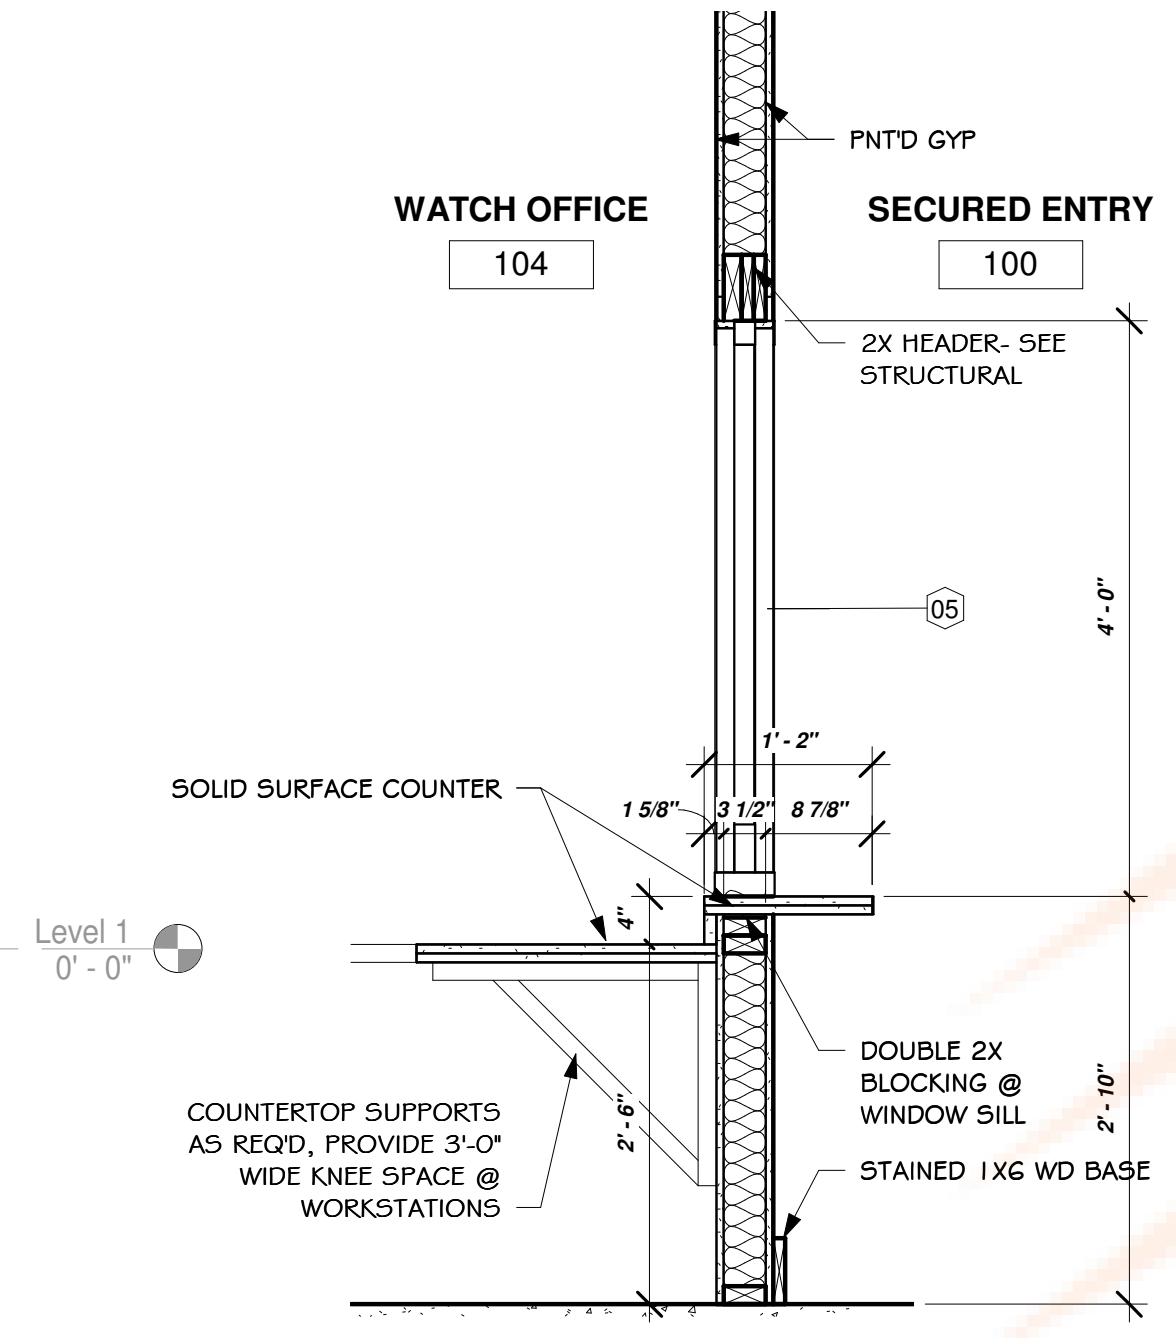 PNT'D GYP
WATCH OFFICE
104
SECURED ENTRY
100
2X HEADER- SEE
STRUCTURAL
05
4' - 0"
1' - 2"
SOLID SURFACE COUNTER
1 5/8"
3 1/2"
8 7/8"
4"
Level 1
0' - 0"
DOUBLE 2X
BLOCKING @
WINDOW SILL
2' - 10"
COUNTERTOP SUPPORTS
AS REQ'D, PROVIDE 3'-0"
WIDE KNEE SPACE @
WORKSTATIONS
2' - 6"
STAINED 1X6 WD BASE